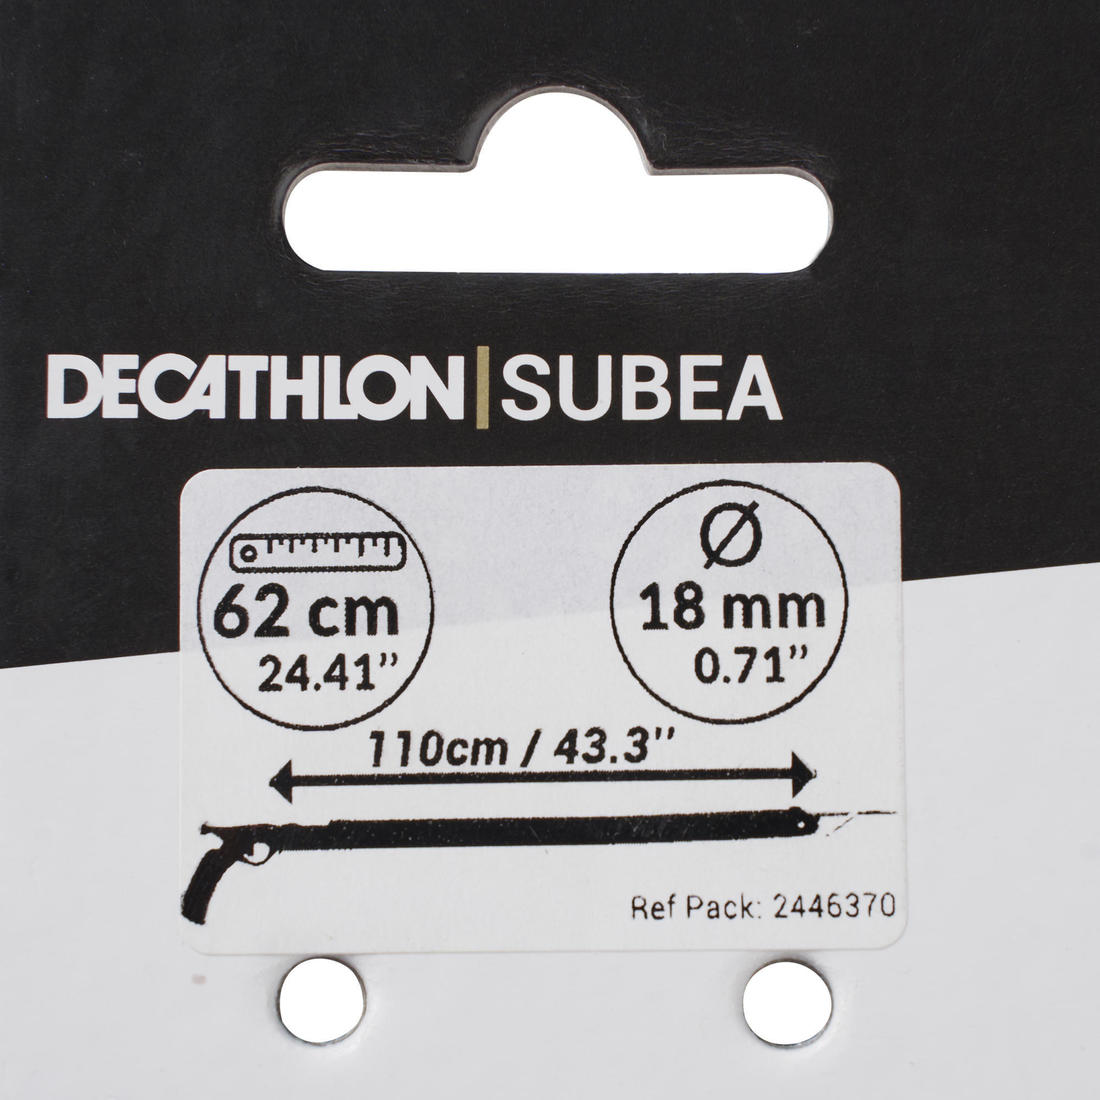 DECATHLON | SUBEA
62 cm
24.41”
Ø
18 mm
0.71”
110cm / 43.3”
Ref Pack: 2446370